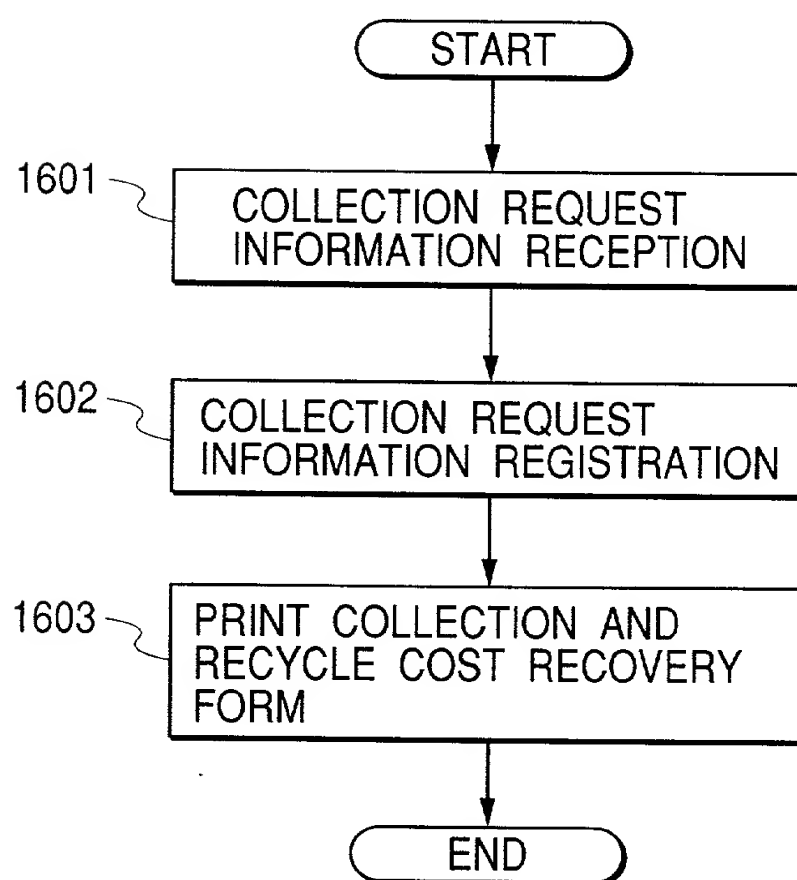 START
1601
COLLECTION REQUEST
INFORMATION RECEPTION
1602
COLLECTION REQUEST
INFORMATION REGISTRATION
1603
PRINT COLLECTION AND
RECYCLE COST RECOVERY
FORM
END